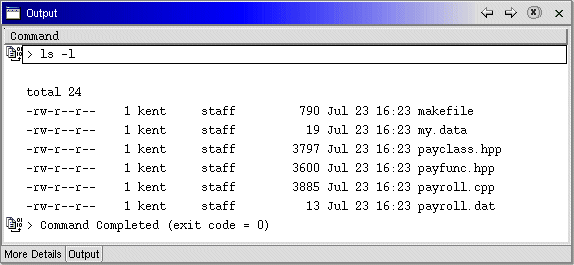 Output
Command
> ls -l
total 24
-rw-r--r-- 1 kent staff 790 Jul 23 16:23 makefile
-rw-r--r-- 1 kent staff 19 Jul 23 16:23 my.data
-rw-r--r-- 1 kent staff 3797 Jul 23 16:23 payclass.hpp
-rw-r--r-- 1 kent staff 3600 Jul 23 16:23 payfunc.hpp
-rw-r--r-- 1 kent staff 3885 Jul 23 16:23 payroll.cpp
-rw-r--r-- 1 kent staff 13 Jul 23 16:23 payroll.dat
> Command Completed (exit code = 0)
More Details Output